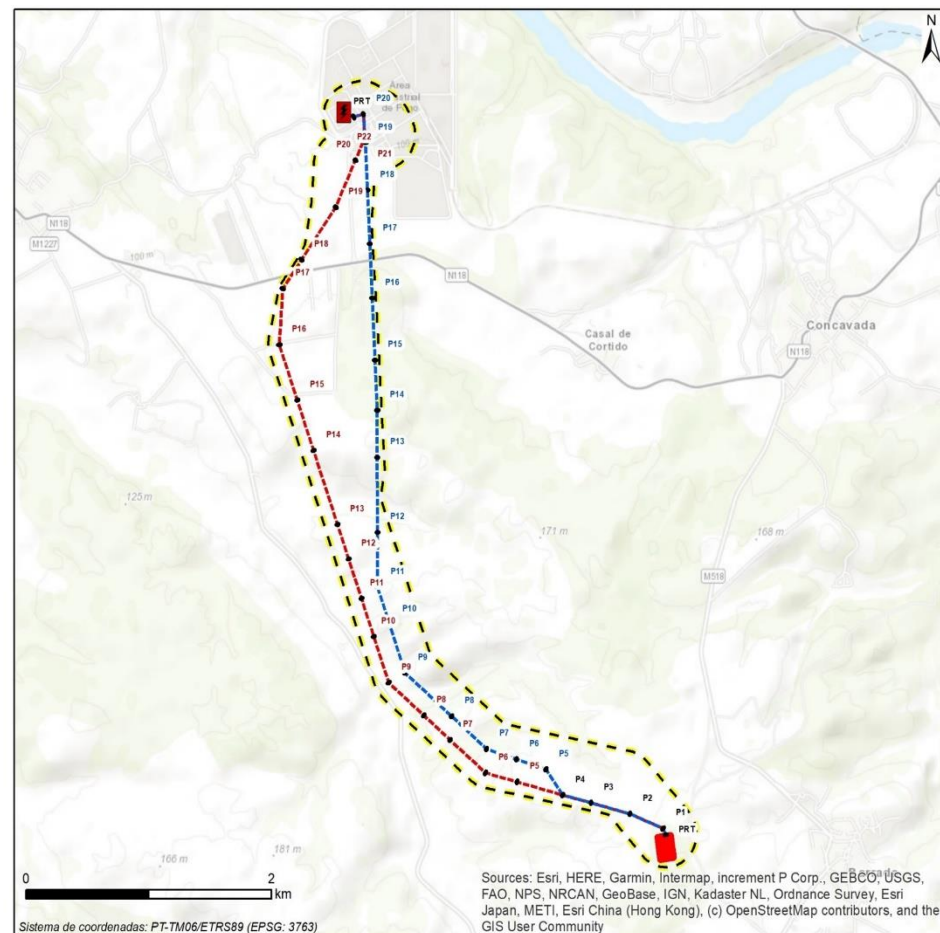 N
Área
de
PRT
P20
P19
P22
P20
P21
P18
P19
P17
P18
N119
M1227
100 m
N118
P17
P16
P16
P15
Casal de
Cortido
Concavada
N118
P15
P14
P14
P13
125 m
P13
P12
171 m
168 m
P12
P11
M518
P11
P10
P10
P9
P9
P8
P8
P7
P7
P6
P5
P6
P5
P4
P3
P2
P1
PRT
166 m
181 m
0
2
km
Sources: Esri, HERE, Garmin, Intermap, increment P Corp., GEBCO, USGS,
FAO, NPS, NRCAN, GeoBase, IGN, Kadaster NL, Ordnance Survey, Esri
Japan, METI, Esri China (Hong Kong), (c) OpenStreetMap contributors, and the
GIS User Community
Sistema de coordenadas: PT-TM06/ETRS89 (EPSG: 3763)